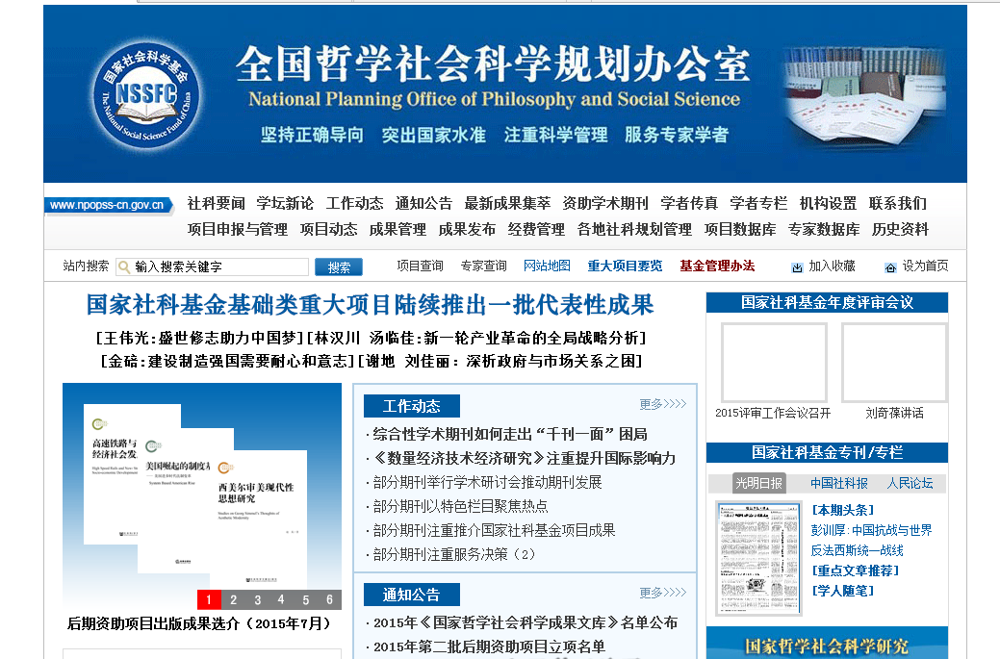 国家社会科学基金
NSSFC
The National Social Science Fund of China
全国哲学社会科学规划办公室
National Planning Office of Philosophy and Social Science
坚持正确导向 突出国家水准 注重科学管理 服务专家学者
www.npopss-cn.gov.cn
社科要闻 学坛新论 工作动态 通知公告 最新成果集萃 资助学术期刊 学者传真 学者专栏 机构设置 联系我们
项目申报与管理 项目动态 成果管理 成果发布 经费管理 各地社科规划管理 项目数据库 专家数据库 历史资料
站内搜索 输入搜索关键字 搜索 项目查询 专家查询 网站地图 重大项目要览 基金管理办法 加入收藏 设为首页
国家社科基金基础类重大项目陆续推出一批代表性成果
[王伟光:盛世修志助力中国梦][林汉川 汤临佳:新一轮产业革命的全局战略分析]
[金碚:建设制造强国需要耐心和意志][谢地 刘佳丽：深析政府与市场关系之困]
高速铁路与
经济社会发
美国崛起的制度
西美尔审美现代性
思想研究
1 2 3 4 5 6
后期资助项目出版成果选介（2015年7月）
工作动态 更多>>>>
·综合性学术期刊如何走出“千刊一面”困局
·《数量经济技术经济研究》注重提升国际影响力
·部分期刊举行学术研讨会推动期刊发展
·部分期刊以特色栏目聚焦热点
·部分期刊注重推介国家社科基金项目成果
·部分期刊注重服务决策（2）
通知公告 更多>>>>
·2015年《国家哲学社会科学成果文库》名单公布
·2015年第二批后期资助项目立项名单
国家社科基金年度评审会议
2015评审工作会议召开 刘奇葆讲话
国家社科基金专刊/专栏
光明日报 中国社科报 人民论坛
[本期头条]
彭训厚:中国抗战与世界
反法西斯统一战线
[重点文章推荐]
[学人随笔]
国家哲学社会科学研究